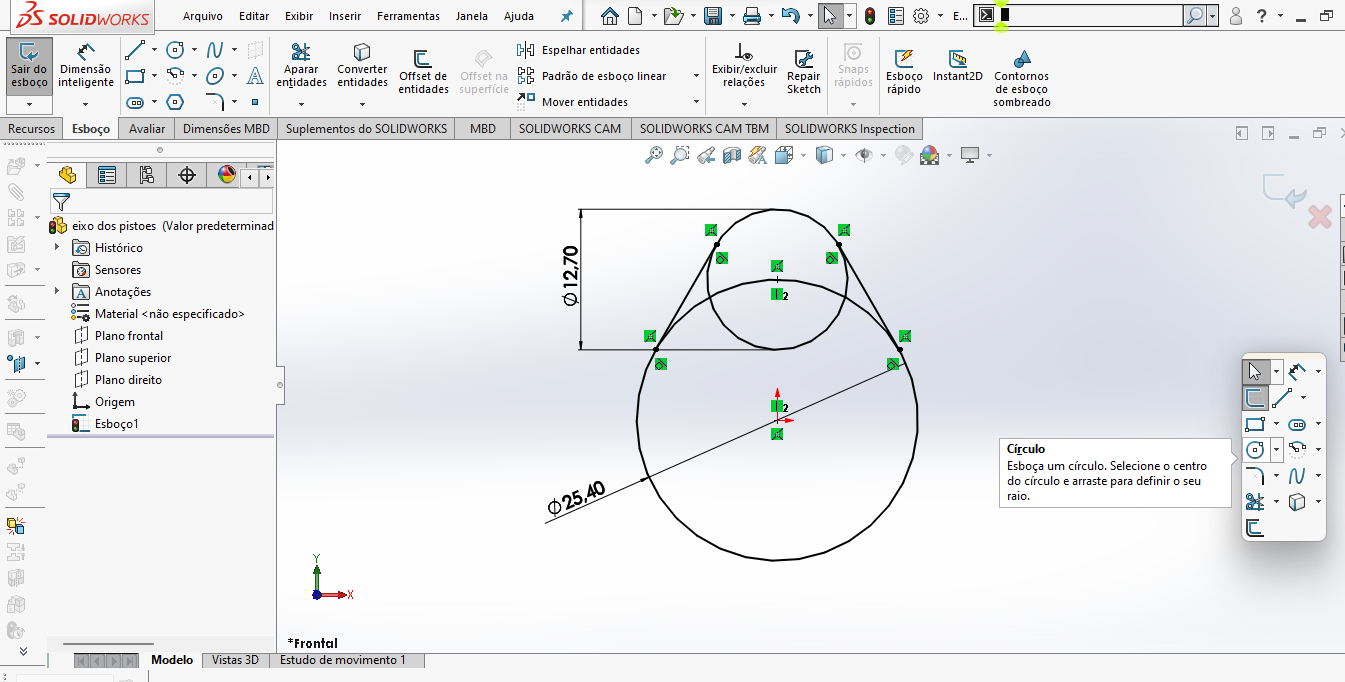 SOLIDWORKS Arquivo Editar Exibir Inserir Ferramentas Janela Ajuda E... ?
Sair do esboço
Dimensão inteligente
Aparar entidades
Converter entidades
Offset de entidades
Offset na superfície
Espelhar entidades
Padrão de esboço linear
Mover entidades
Exibir/excluir relações
Repair Sketch
Snaps rápidos
Esboço rápido
Instant2D
Contornos de esboço sombreado
Recursos Esboço Avaliar Dimensões MBD Suplementos do SOLIDWORKS MBD SOLIDWORKS CAM SOLIDWORKS CAM TBM SOLIDWORKS Inspection
eixo dos pistoes (Valor predeterminad
Histórico
Sensores
Anotações
Material <não especificado>
Plano frontal
Plano superior
Plano direito
Origem
Esboço1
Ø12,70
2
2
Ø25,40
Círculo
Esboça um círculo. Selecione o centro
do círculo e arraste para definir o seu
raio.
Y
X
*Frontal
Modelo Vistas 3D Estudo de movimento 1